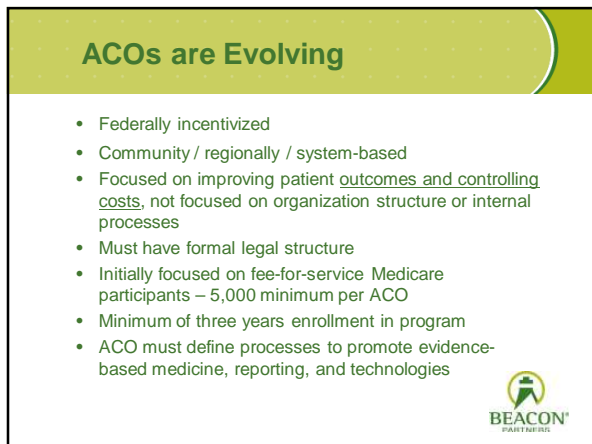 ACOs are Evolving
• Federally incentivized
• Community / regionally / system-based
• Focused on improving patient outcomes and controlling
costs, not focused on organization structure or internal
processes
• Must have formal legal structure
• Initially focused on fee-for-service Medicare
participants – 5,000 minimum per ACO
• Minimum of three years enrollment in program
• ACO must define processes to promote evidence-
based medicine, reporting, and technologies
BEACON®
PARTNERS